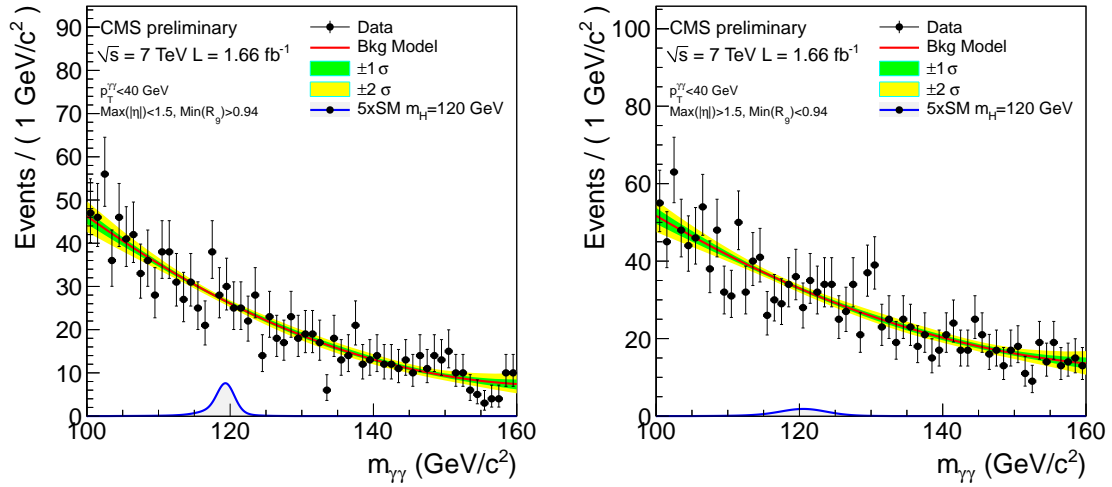 CMS preliminary
√s = 7 TeV L = 1.66 fb⁻¹
p_T^γγ<40 GeV
Max(|η|)<1.5, Min(R_9)>0.94
Data
Bkg Model
±1 σ
±2 σ
5xSM m_H=120 GeV
Events / ( 1 GeV/c² )
90
80
70
60
50
40
30
20
10
0
100 120 140 160
m_γγ (GeV/c²)
CMS preliminary
√s = 7 TeV L = 1.66 fb⁻¹
p_T^γγ<40 GeV
Max(|η|)>1.5, Min(R_9)<0.94
Data
Bkg Model
±1 σ
±2 σ
5xSM m_H=120 GeV
Events / ( 1 GeV/c² )
100
80
60
40
20
0
100 120 140 160
m_γγ (GeV/c²)